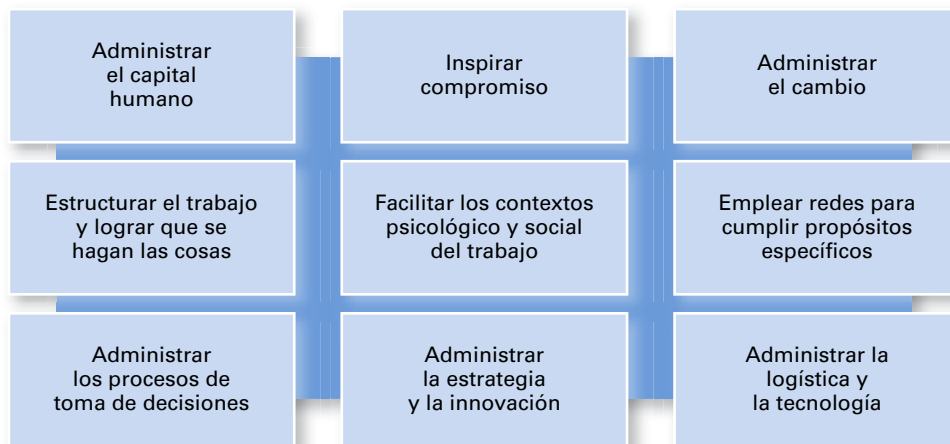 Administrar
el capital
humano
Inspirar
compromiso
Administrar
el cambio
Estructurar el trabajo
y lograr que se
hagan las cosas
Facilitar los contextos
psicológico y social
del trabajo
Emplear redes para
cumplir propósitos
específicos
Administrar
los procesos de
toma de decisiones
Administrar
la estrategia
y la innovación
Administrar la
logística y
la tecnología